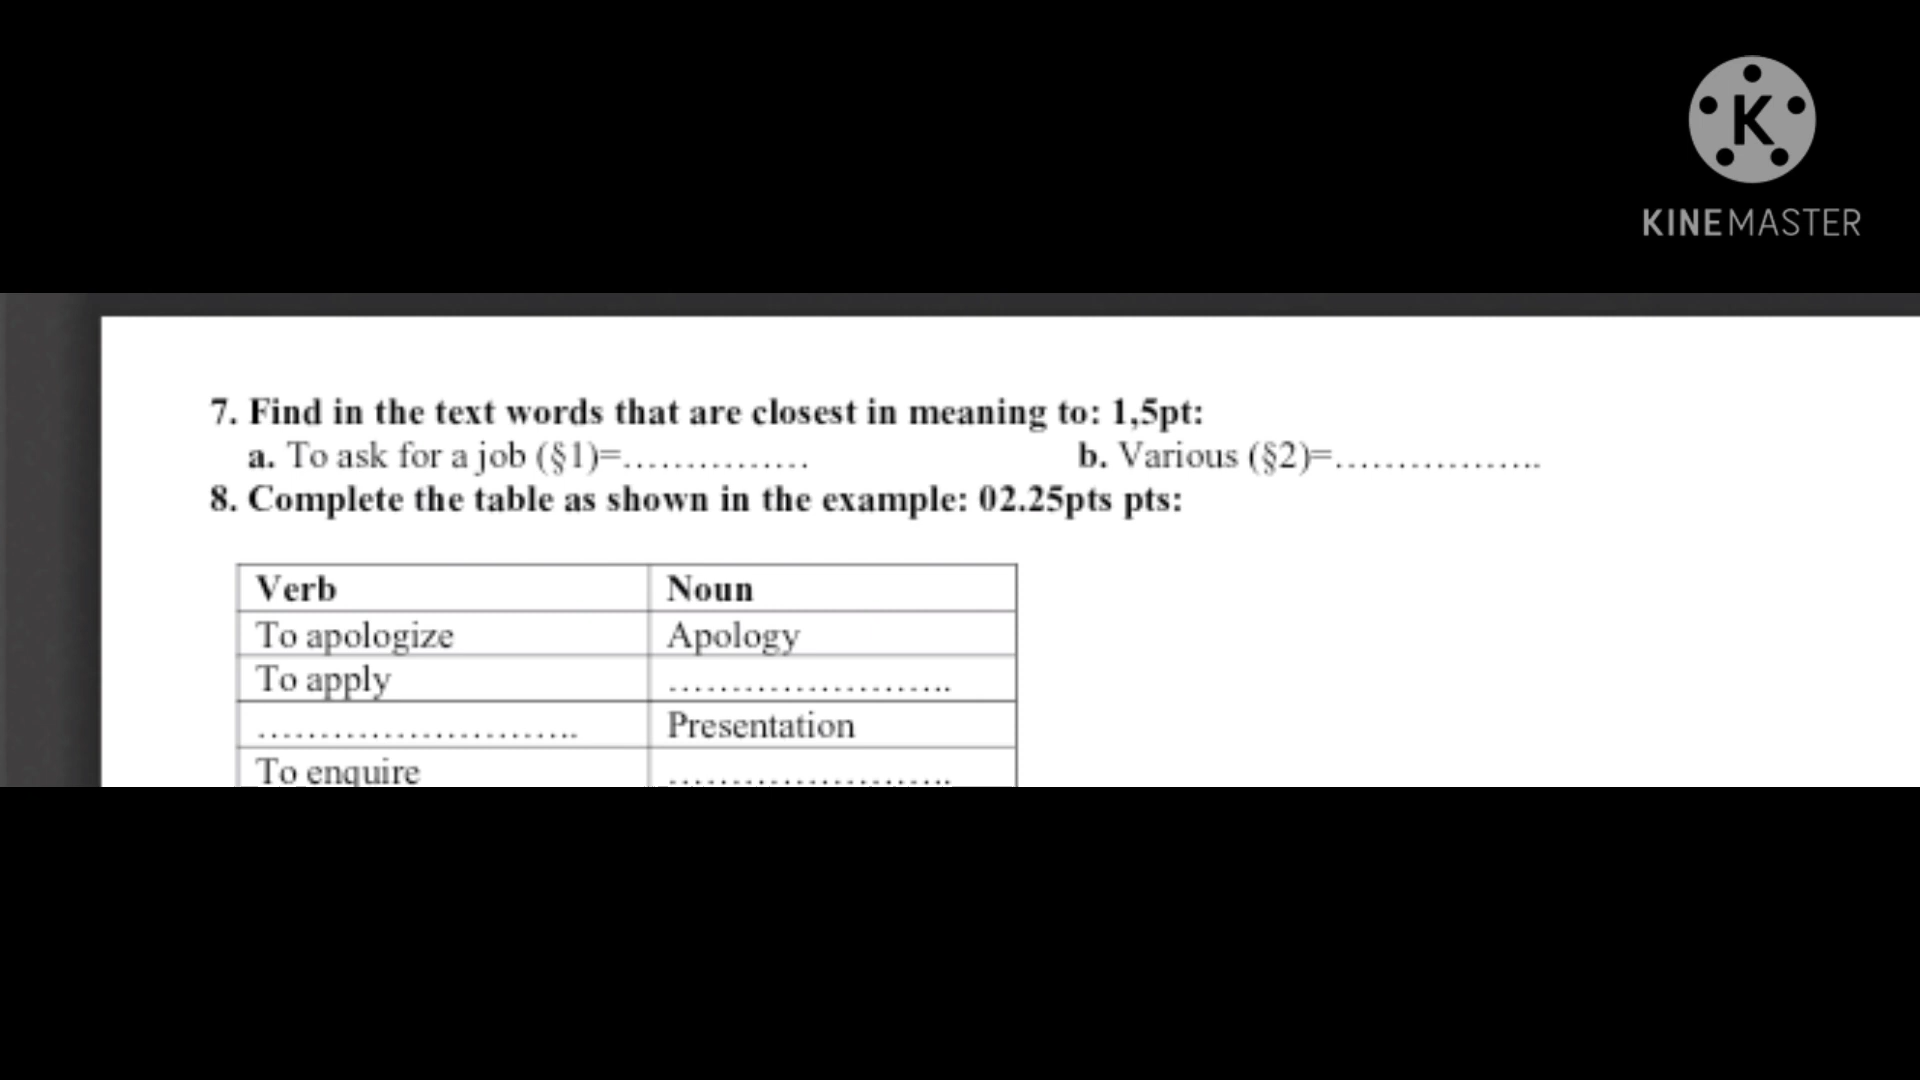 K
KINEMASTER
7. Find in the text words that are closest in meaning to: 1,5pt:
a. To ask for a job (§1)=…………… b. Various (§2)=……………..
8. Complete the table as shown in the example: 02.25pts pts:
Verb Noun
To apologize Apology
To apply …………………..
…………………….. Presentation
To enquire …………………..